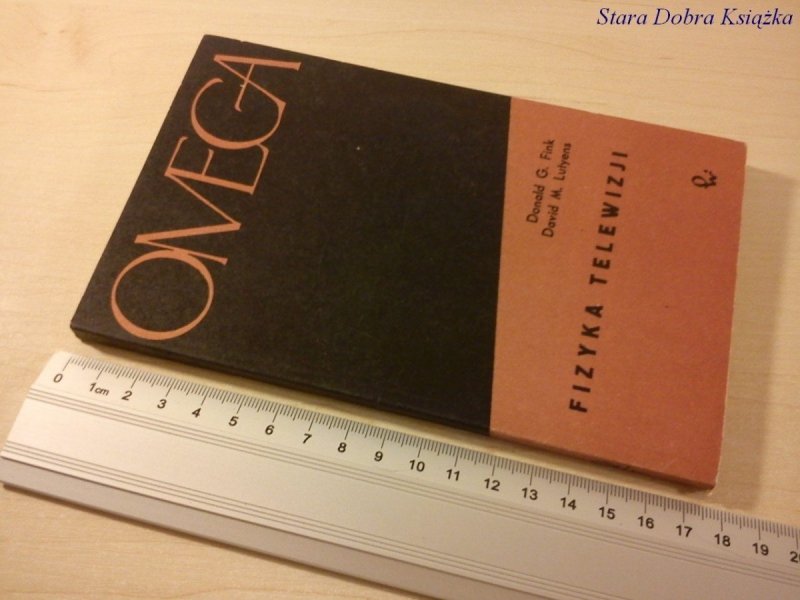 Stara Dobra Książka
OMEGA
Donald G. Fink
David M. Lutyens
FIZYKA TELEWIZJI
0 1cm 2 3 4 5 6 7 8 9 10 11 12 13 14 15 16 17 18 19 20